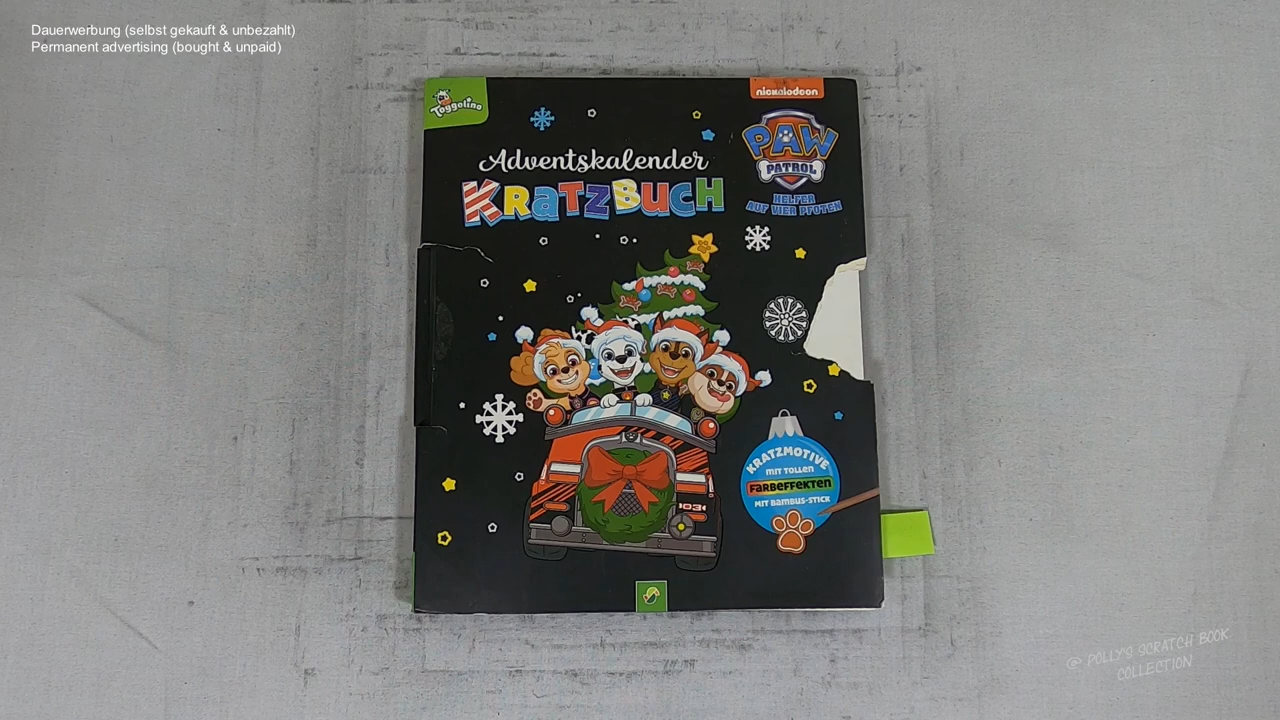 Dauerwerbung (selbst gekauft & unbezahlt)
Permanent advertising (bought & unpaid)
Toggolino
nickelodeon
PAW
PATROL
HELFER
AUF VIER PFOTEN
Adventskalender
KRATZBUCH
KRATZMOTIVE
MIT TOLLEN
FARBEFFEKTEN
MIT BAMBUS-STICK
03
@ POLLY'S SCRATCH BOOK
COLLECTION